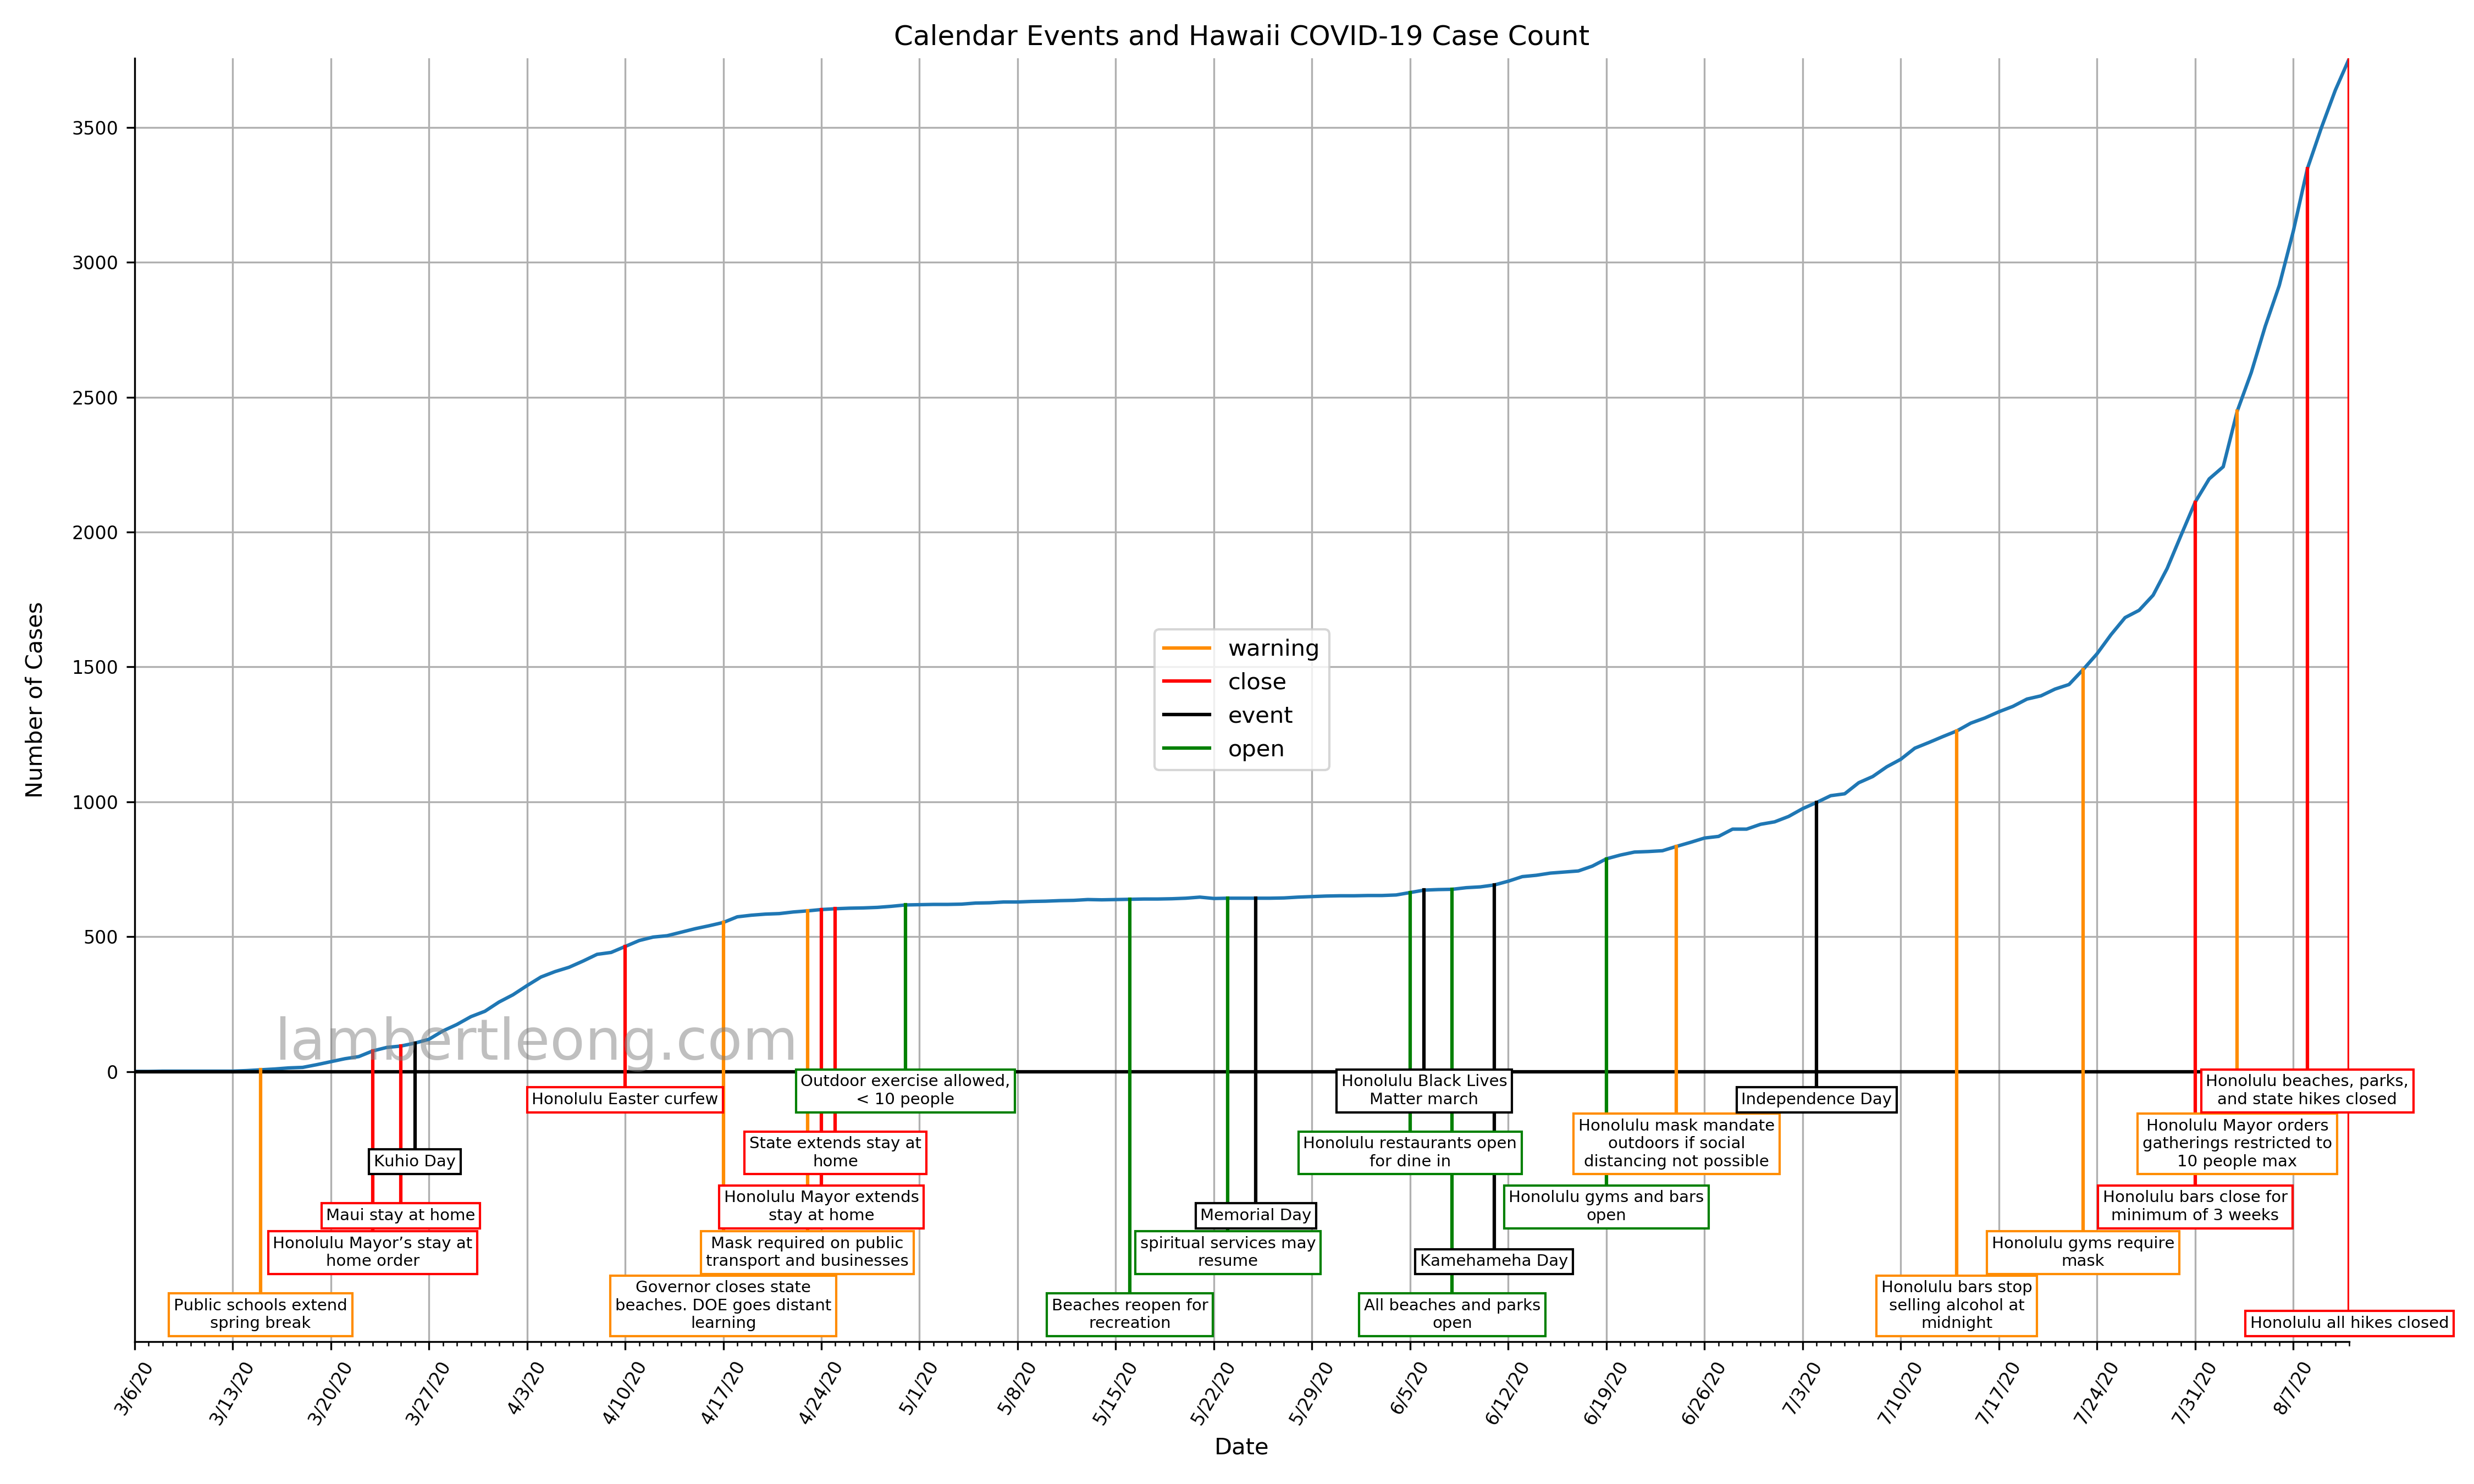 Calendar Events and Hawaii COVID-19 Case Count
Number of Cases
3500
3000
2500
2000
1500
1000
500
0
warning
close
event
open
lambertleong.com
Outdoor exercise allowed,
< 10 people
Honolulu Black Lives
Matter march
Honolulu beaches, parks,
and state hikes closed
Honolulu Easter curfew
Independence Day
Kuhio Day
State extends stay at
home
Honolulu restaurants open
for dine in
Honolulu mask mandate
outdoors if social
distancing not possible
Honolulu Mayor orders
gatherings restricted to
10 people max
Maui stay at home
Honolulu Mayor extends
stay at home
Memorial Day
Honolulu gyms and bars
open
Honolulu bars close for
minimum of 3 weeks
Honolulu Mayor’s stay at
home order
Mask required on public
transport and businesses
spiritual services may
resume
Kamehameha Day
Honolulu gyms require
mask
Public schools extend
spring break
Governor closes state
beaches. DOE goes distant
learning
Beaches reopen for
recreation
All beaches and parks
open
Honolulu bars stop
selling alcohol at
midnight
Honolulu all hikes closed
3/6/20
3/13/20
3/20/20
3/27/20
4/3/20
4/10/20
4/17/20
4/24/20
5/1/20
5/8/20
5/15/20
5/22/20
5/29/20
6/5/20
6/12/20
6/19/20
6/26/20
7/3/20
7/10/20
7/17/20
7/24/20
7/31/20
8/7/20
Date